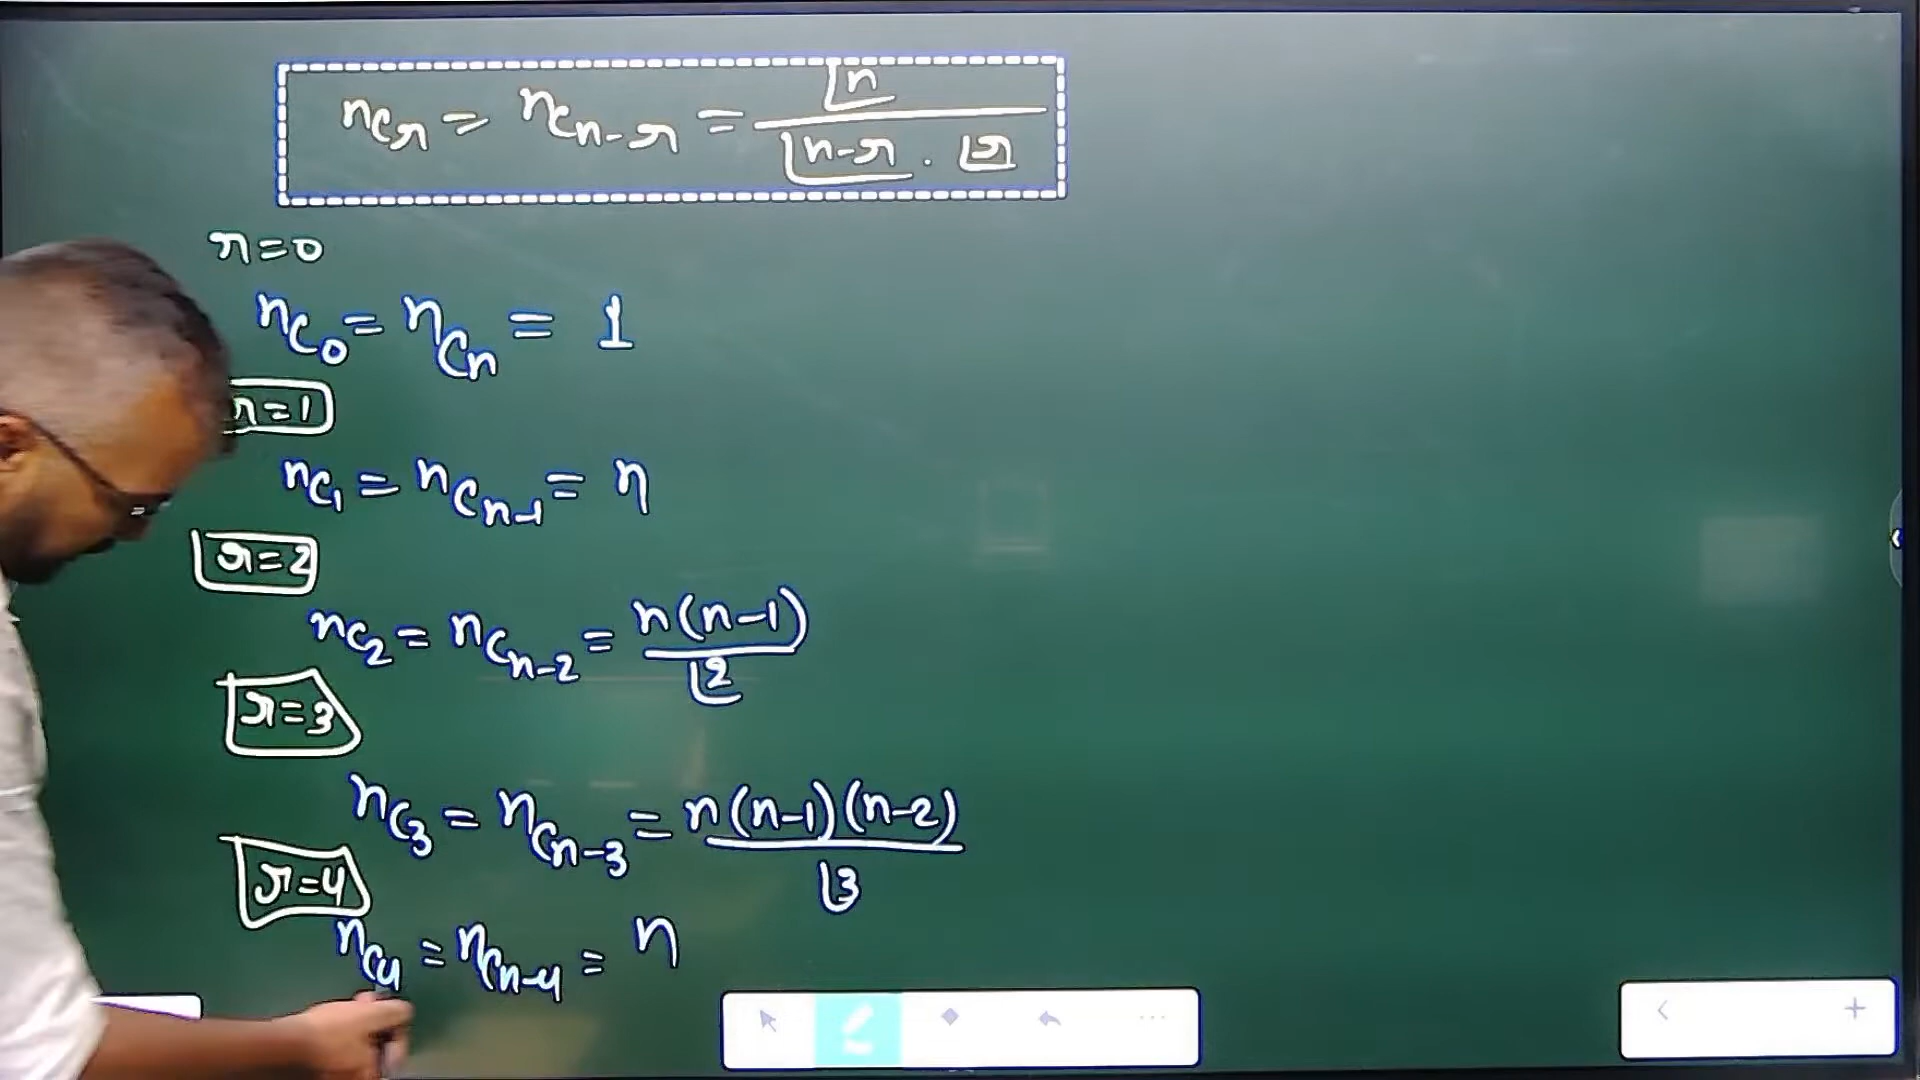 nCr = nCn-r = ⌊n / ⌊n-r . ⌊r
r=0
nC0 = nCn = 1
r=1
nC1 = nCn-1 = n
r=2
nC2 = nCn-2 = n(n-1) / ⌊2
r=3
nC3 = nCn-3 = n(n-1)(n-2) / ⌊3
r=4
nC4 = nCn-4 = n